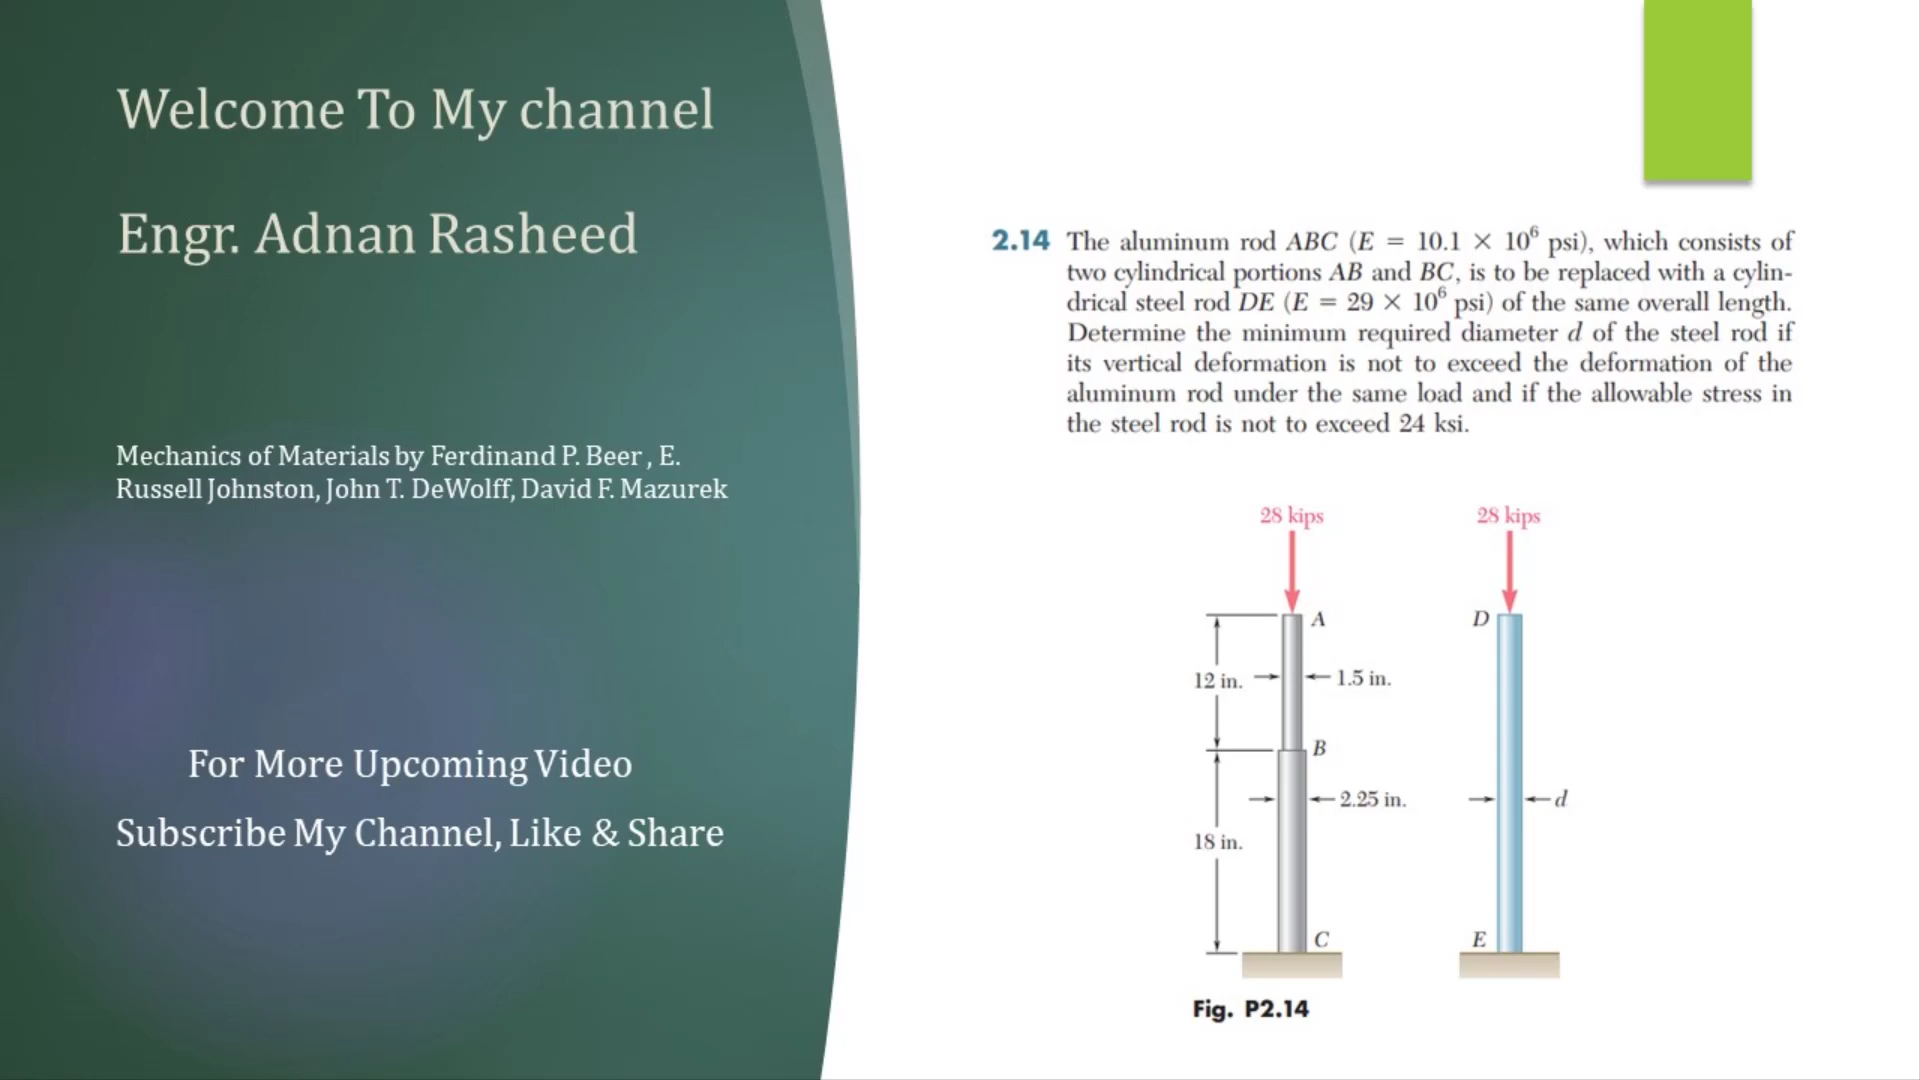 Welcome To My channel
Engr. Adnan Rasheed
Mechanics of Materials by Ferdinand P. Beer , E.
Russell Johnston, John T. DeWolff, David F. Mazurek
For More Upcoming Video
Subscribe My Channel, Like & Share
2.14 The aluminum rod ABC (E = 10.1 × 10⁶ psi), which consists of
two cylindrical portions AB and BC, is to be replaced with a cylin-
drical steel rod DE (E = 29 × 10⁶ psi) of the same overall length.
Determine the minimum required diameter d of the steel rod if
its vertical deformation is not to exceed the deformation of the
aluminum rod under the same load and if the allowable stress in
the steel rod is not to exceed 24 ksi.
28 kips
28 kips
A
D
12 in.
1.5 in.
B
2.25 in.
d
18 in.
C
E
Fig. P2.14